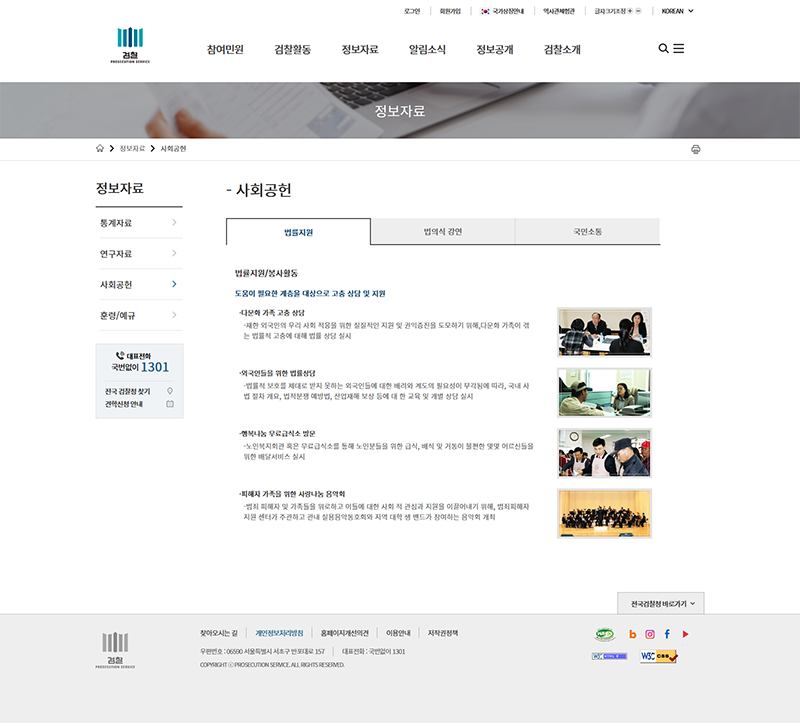 로그인
회원가입
국가상징안내
역사관체험관
글자크기조정
KOREAN
검찰
PROSECUTION SERVICE
참여민원
검찰활동
정보자료
알림소식
정보공개
검찰소개
정보자료
정보자료
사회공헌
정보자료
통계자료
연구자료
사회공헌
훈령/예규
대표전화
국번없이 1301
전국 검찰청 찾기
견학신청 안내
- 사회공헌
법률지원
법의식 강연
국민소통
법률지원/봉사활동
도움이 필요한 계층을 대상으로 고충 상담 및 지원
·다문화 가족 고충 상담
-재한 외국인의 우리 사회 적응을 위한 실질적인 지원 및 권익증진을 도모하기 위해,다문화 가족이 겪
는 법률적 고충에 대해 법률 상담 실시
·외국인들을 위한 법률상담
-법률적 보호를 제대로 받지 못하는 외국인들에 대한 배려와 계도의 필요성이 부각됨에 따라, 국내 사
법 절차 개요, 법적분쟁 예방법, 산업재해 보상 등에 대 한 교육 및 개별 상담 실시
·행복나눔 무료급식소 방문
-노인복지회관 혹은 무료급식소를 통해 노인분들을 위한 급식, 배식 및 거동이 불편한 몇몇 어르신들을
위한 배달서비스 실시
·피해자 가족을 위한 사랑나눔 음악회
-범죄 피해자 및 가족들을 위로하고 이들에 대한 사회 적 관심과 지원을 이끌어내기 위해, 범죄피해자
지원 센터가 주관하고 관내 실용음악동호회와 지역 대학 생 밴드가 참여하는 음악회 개최
전국검찰청 바로가기
검찰
PROSECUTION SERVICE
찾아오시는 길
개인정보처리방침
홈페이지개선의견
이용안내
저작권정책
우편번호 : 06590 서울특별시 서초구 반포대로 157
대표전화 : 국번없이 1301
COPYRIGHT ⓒ PROSECUTION SERVICE. ALL RIGHTS RESERVED.
W3C
W3C css